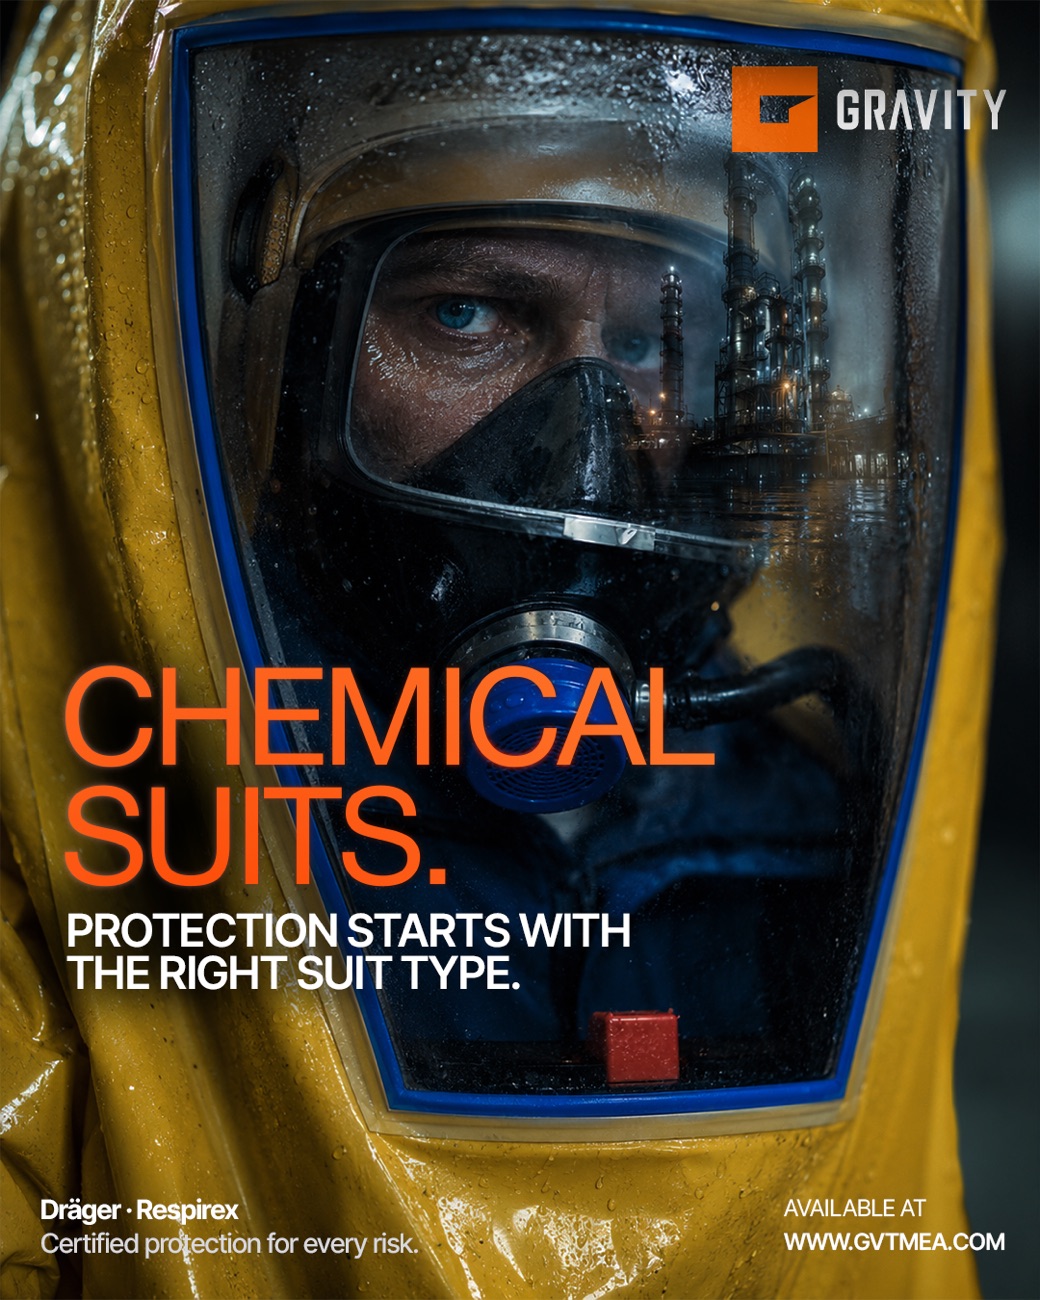 GRAVITY
CHEMICAL
SUITS.
PROTECTION STARTS WITH
THE RIGHT SUIT TYPE.
Dräger · Respirex
Certified protection for every risk.
AVAILABLE AT
WWW.GVTMEA.COM